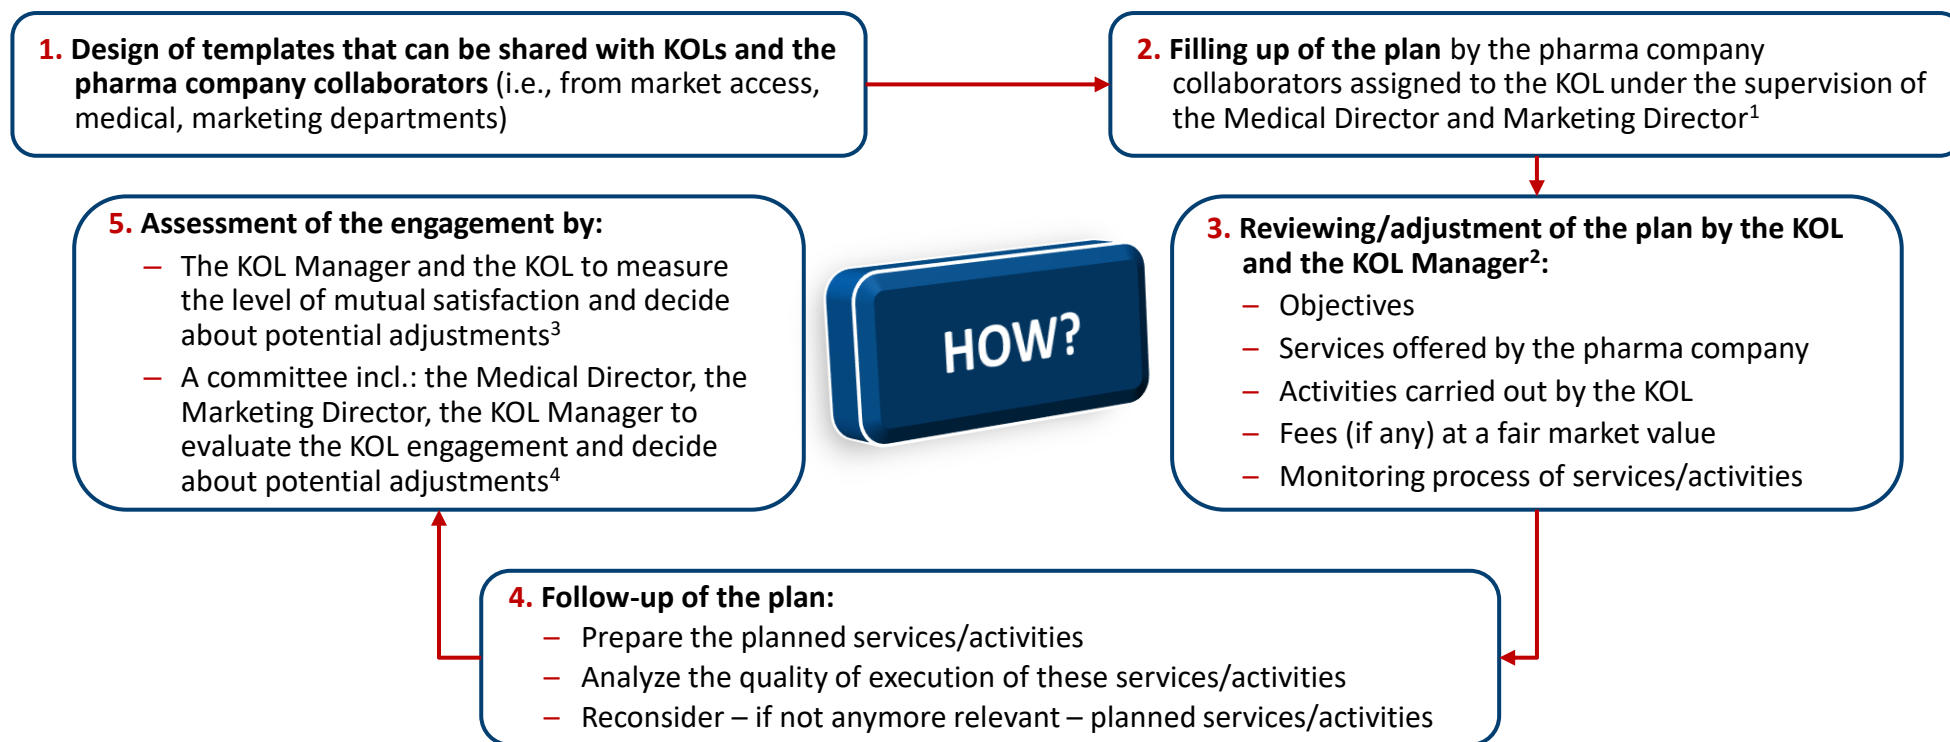 1. Design of templates that can be shared with KOLs and the
pharma company collaborators (i.e., from market access,
medical, marketing departments)
2. Filling up of the plan by the pharma company
collaborators assigned to the KOL under the supervision of
the Medical Director and Marketing Director¹
3. Reviewing/adjustment of the plan by the KOL
and the KOL Manager²:
– Objectives
– Services offered by the pharma company
– Activities carried out by the KOL
– Fees (if any) at a fair market value
– Monitoring process of services/activities
HOW?
4. Follow-up of the plan:
– Prepare the planned services/activities
– Analyze the quality of execution of these services/activities
– Reconsider – if not anymore relevant – planned services/activities
5. Assessment of the engagement by:
– The KOL Manager and the KOL to measure
the level of mutual satisfaction and decide
about potential adjustments³
– A committee incl.: the Medical Director, the
Marketing Director, the KOL Manager to
evaluate the KOL engagement and decide
about potential adjustments⁴